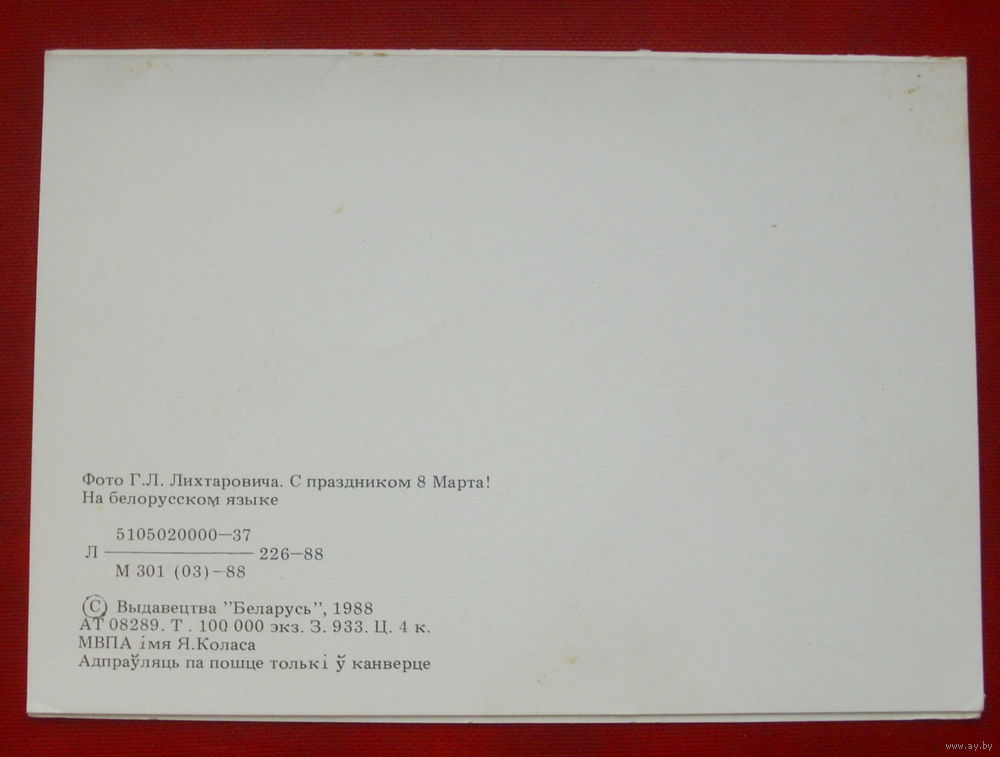 Фото Г.Л. Лихтаровича. С праздником 8 Марта!
На белорусском языке
5105020000—37
Л ———————— 226—88
М 301 (03)—88
© Выдавецтва "Беларусь", 1988
АТ 08289. Т. 100 000 экз. З. 933. Ц. 4 к.
МВПА імя Я.Коласа
Адпраўляць па пошце толькі ў канверце
www.ay.by